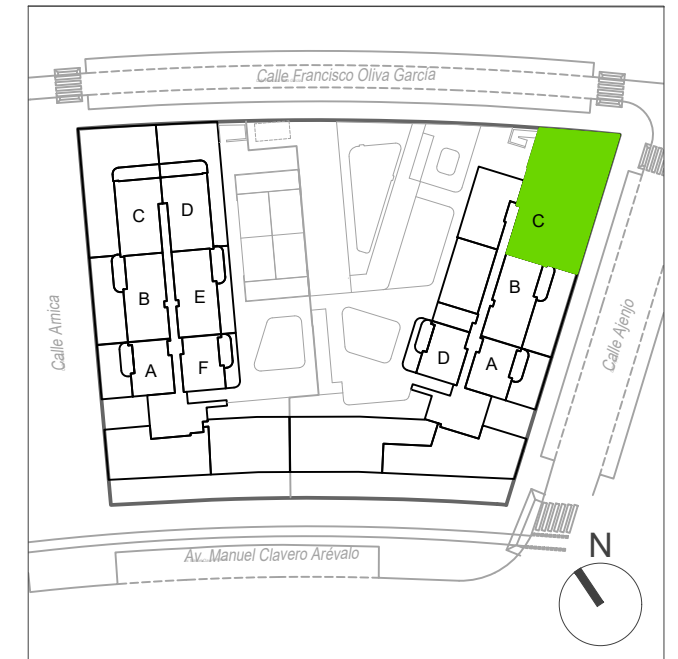 Calle Francisco Oliva García
C
D
C
B
E
B
Calle Arnica
Calle Ajenjo
A
F
D
A
Av. Manuel Clavero Arévalo
N